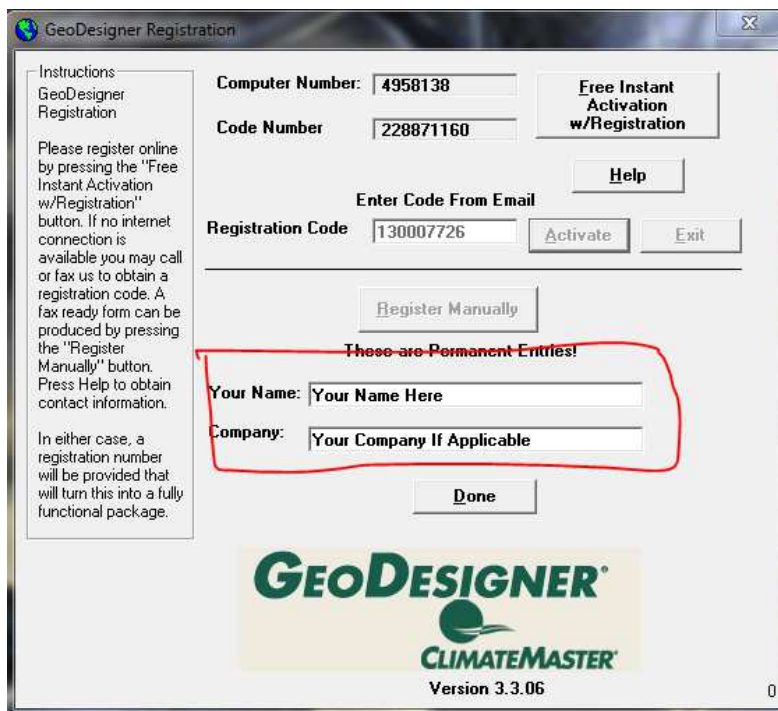 GeoDesigner Registration
Instructions
GeoDesigner
Registration
Please register online
by pressing the "Free
Instant Activation
w/Registration"
button. If no internet
connection is
available you may call
or fax us to obtain a
registration code. A
fax ready form can be
produced by pressing
the "Register
Manually" button.
Press Help to obtain
contact information.
In either case, a
registration number
will be provided that
will turn this into a fully
functional package.
Computer Number: 4958138
Free Instant
Activation
w/Registration
Code Number 228871160
Help
Enter Code From Email
Registration Code 130007726 Activate Exit
Register Manually
These are Permanent Entries!
Your Name: Your Name Here
Company: Your Company If Applicable
Done
GEODESIGNER®
CLIMATEMASTER®
Version 3.3.06
0